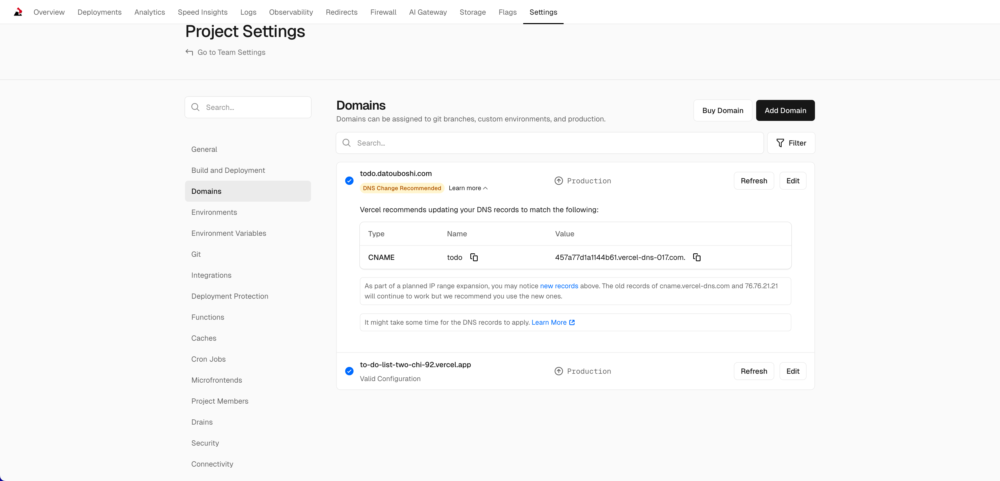 Overview Deployments Analytics Speed Insights Logs Observability Redirects Firewall AI Gateway Storage Flags Settings
Project Settings
Go to Team Settings
Search...
General
Build and Deployment
Domains
Environments
Environment Variables
Git
Integrations
Deployment Protection
Functions
Caches
Cron Jobs
Microfrontends
Project Members
Drains
Security
Connectivity
Domains
Domains can be assigned to git branches, custom environments, and production.
Buy Domain Add Domain
Search...
Filter
todo.datouboshi.com
DNS Change Recommended Learn more
Production
Refresh Edit
Vercel recommends updating your DNS records to match the following:
Type Name Value
CNAME todo 457a77d1a1144b61.vercel-dns-017.com.
As part of a planned IP range expansion, you may notice new records above. The old records of cname.vercel-dns.com and 76.76.21.21
will continue to work but we recommend you use the new ones.
It might take some time for the DNS records to apply. Learn More
to-do-list-two-chi-92.vercel.app
Valid Configuration
Production
Refresh Edit